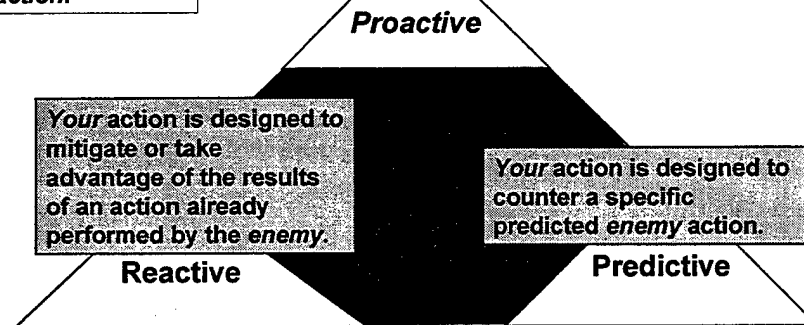 Proactive
Your action is designed to
mitigate or take
advantage of the results
of an action already
performed by the enemy.
Reactive
Your action is designed to
counter a specific
predicted enemy action.
Predictive